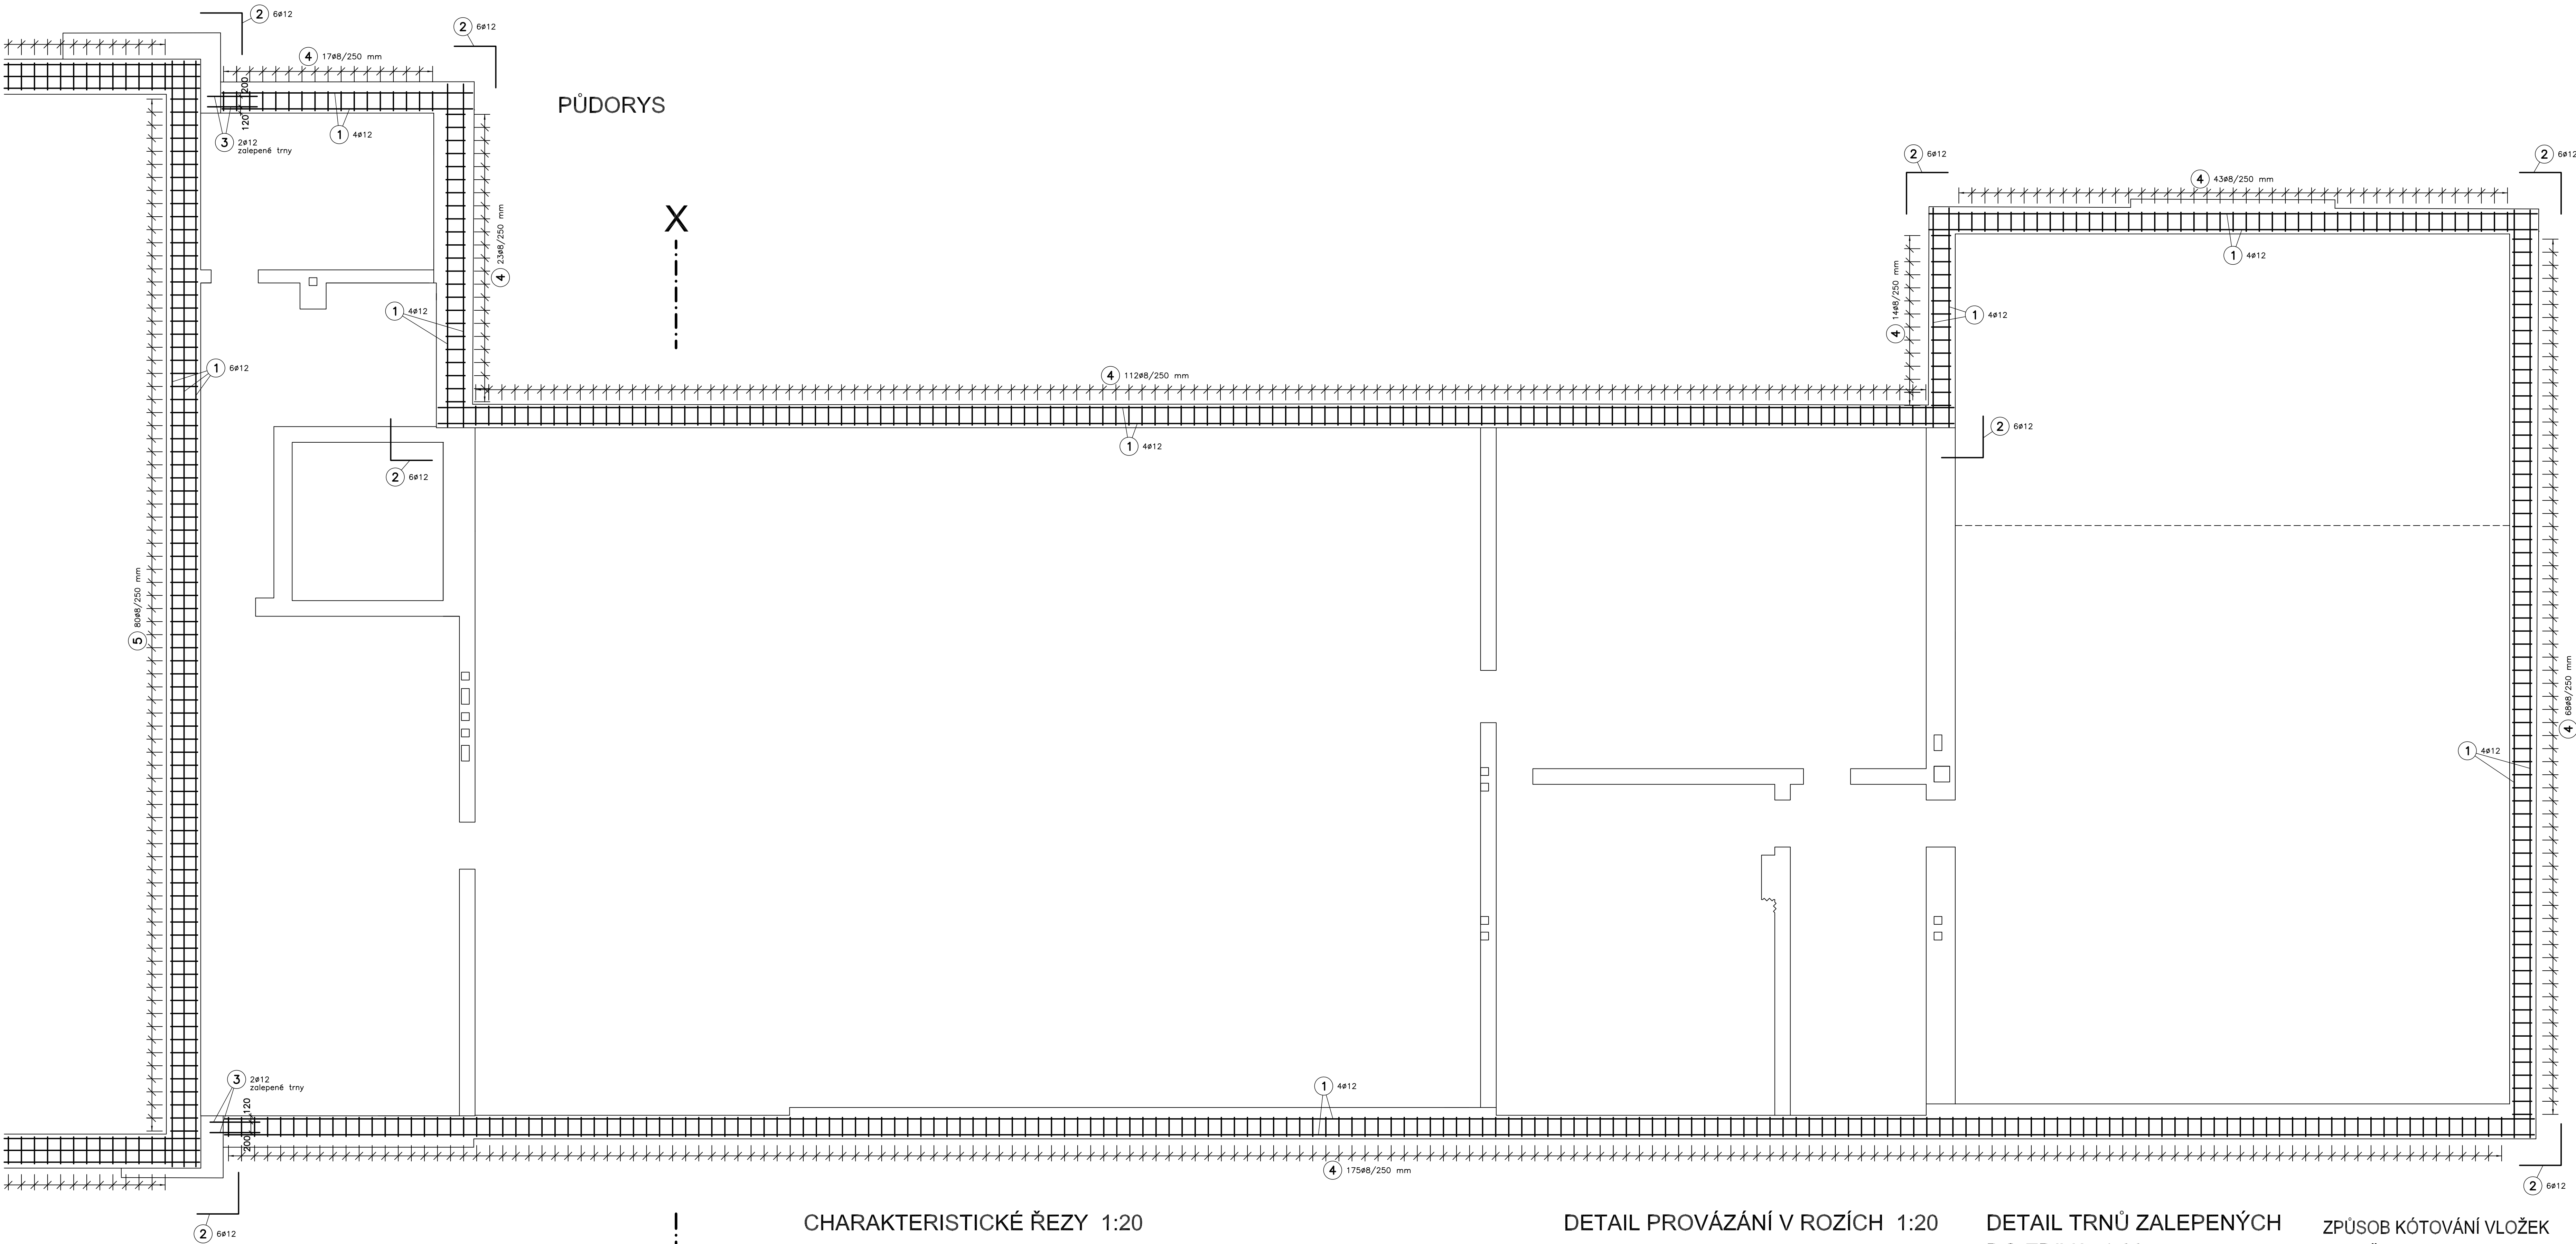 2 6ø12
2 6ø12
4 17ø8/250 mm
200
120
PŮDORYS
1 4ø12
3 2ø12
zalepené trny
2 6ø12
2 6ø12
4 43ø8/250 mm
X
4 23ø8/250 mm
1 4ø12
4 14ø8/250 mm
1 4ø12
1 4ø12
1 6ø12
4 112ø8/250 mm
1 4ø12
2 6ø12
2 6ø12
5 80ø8/250 mm
4 68ø8/250 mm
1 4ø12
3 2ø12
zalepené trny
120
200
1 4ø12
4 175ø8/250 mm
2 6ø12
2 6ø12
CHARAKTERISTICKÉ ŘEZY 1:20
DETAIL PROVÁZÁNÍ V ROZÍCH 1:20
DETAIL TRNŮ ZALEPENÝCH
ZPŮSOB KÓTOVÁNÍ VLOŽEK